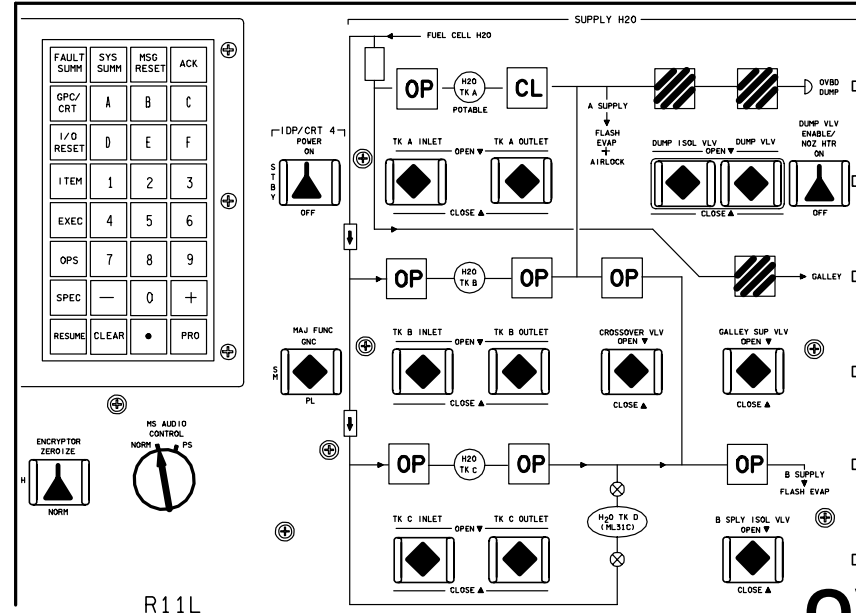 SUPPLY H2O
FUEL CELL H2O
FAULT SUMM
SYS SUMM
MSG RESET
ACK
GPC/ CRT
A
B
C
I/O RESET
D
E
F
ITEM
1
2
3
EXEC
4
5
6
OPS
7
8
9
SPEC
—
0
+
RESUME
CLEAR
•
PRO
IDP/CRT 4
POWER
ON
STBY
OFF
OP
H2O
TK A
POTABLE
CL
A SUPPLY
FLASH
EVAP
+
AIRLOCK
OVBD
DUMP
TK A INLET
OPEN ▼
TK A OUTLET
CLOSE ▲
DUMP ISOL VLV
OPEN ▼
DUMP VLV
CLOSE ▲
DUMP VLV
ENABLE/
NOZ HTR
ON
OFF
OP
H2O
TK B
OP
OP
GALLEY
MAJ FUNC
GNC
SM
PL
TK B INLET
OPEN ▼
TK B OUTLET
CLOSE ▲
CROSSOVER VLV
OPEN ▼
CLOSE ▲
GALLEY SUP VLV
OPEN ▼
CLOSE ▲
ENCRYPTOR
ZEROIZE
H
NORM
MS AUDIO
CONTROL
NORM
PS
OP
H2O
TK C
OP
OP
B SUPPLY
FLASH EVAP
TK C INLET
OPEN ▼
TK C OUTLET
CLOSE ▲
H2O TK D
(ML31C)
B SPLY ISOL VLV
OPEN ▼
CLOSE ▲
R11L